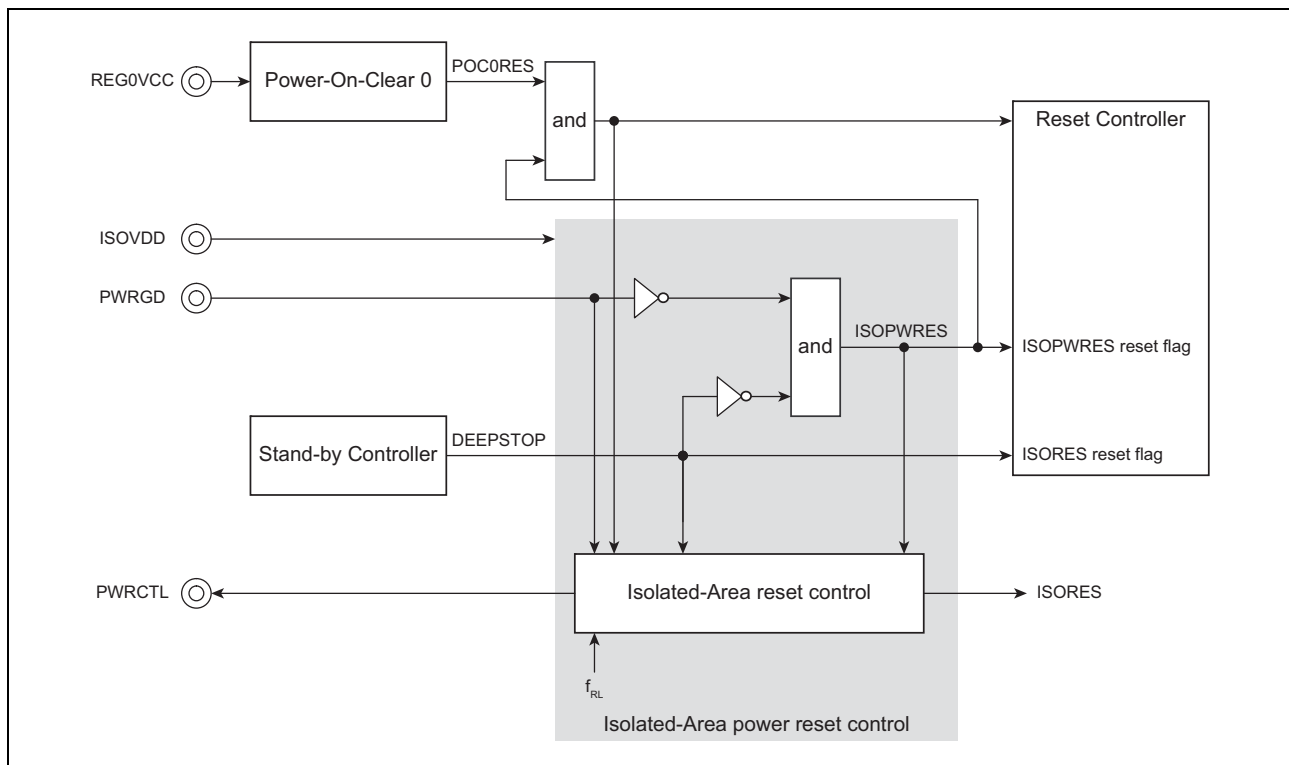 REG0VCC
Power-On-Clear 0
POC0RES
and
Reset Controller
ISOVDD
PWRGD
and
ISOPWRES
ISOPWRES reset flag
Stand-by Controller
DEEPSTOP
ISORES reset flag
PWRCTL
Isolated-Area reset control
ISORES
fRL
Isolated-Area power reset control